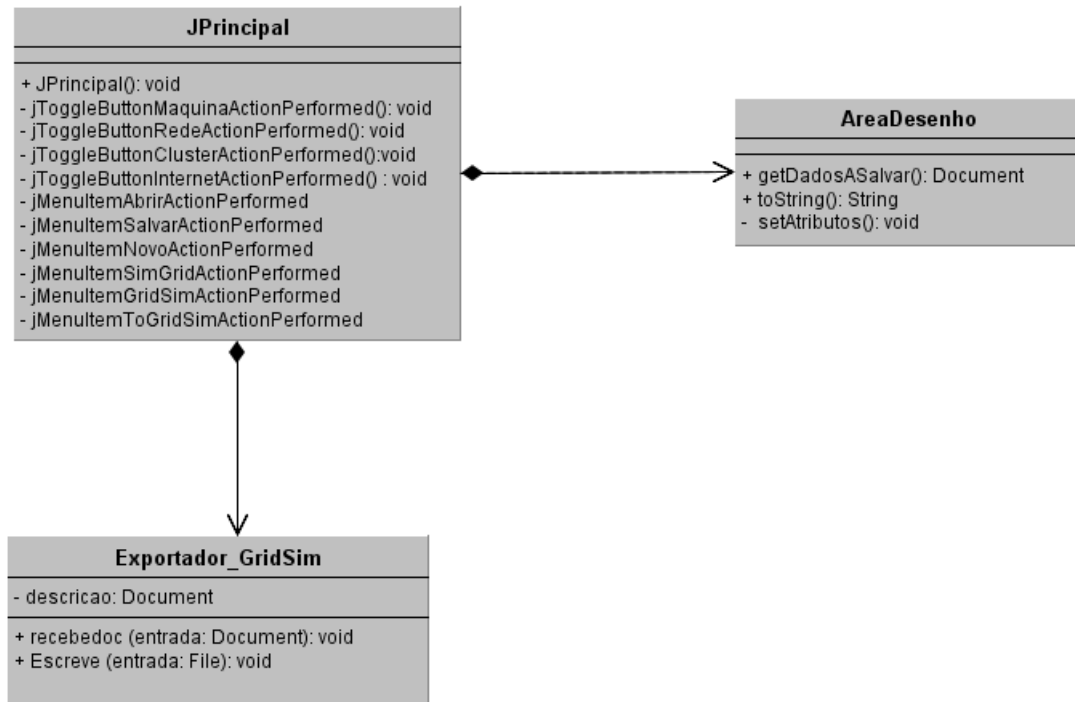 JPrincipal
+ JPrincipal(): void
- jToggleButtonMaquinaActionPerformed(): void
- jToggleButtonRedeActionPerformed(): void
- jToggleButtonClusterActionPerformed():void
- jToggleButtonInternetActionPerformed() : void
- jMenuItemAbrirActionPerformed
- jMenuItemSalvarActionPerformed
- jMenuItemNovoActionPerformed
- jMenuItemSimGridActionPerformed
- jMenuItemGridSimActionPerformed
- jMenuItemToGridSimActionPerformed
AreaDesenho
+ getDadosASalvar(): Document
+ toString(): String
- setAtributos(): void
Exportador_GridSim
- descricao: Document
+ recebedoc (entrada: Document): void
+ Escreve (entrada: File): void